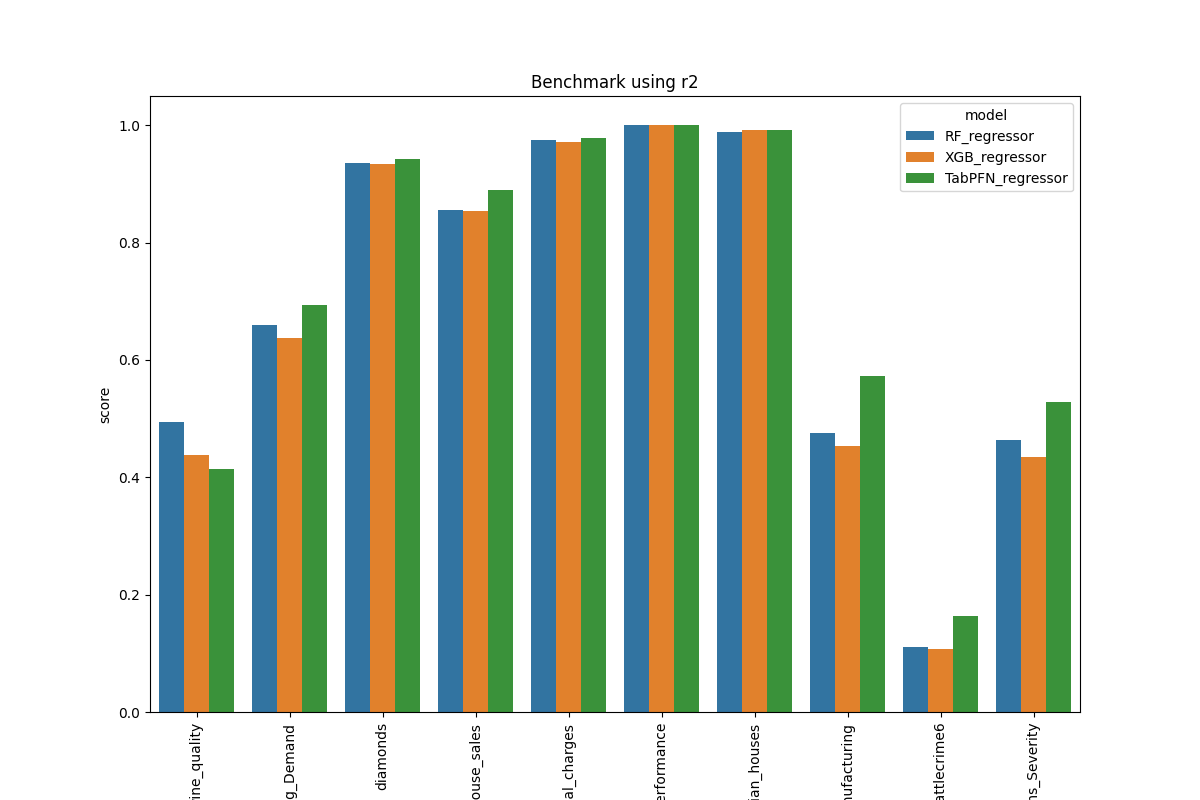 Benchmark using r2
model
RF_regressor
XGB_regressor
TabPFN_regressor
score
1.0
0.8
0.6
0.4
0.2
0.0
ine_quality
g_Demand
diamonds
ouse_sales
al_charges
erformance
ian_houses
nufacturing
attlecrime6
ns_Severity